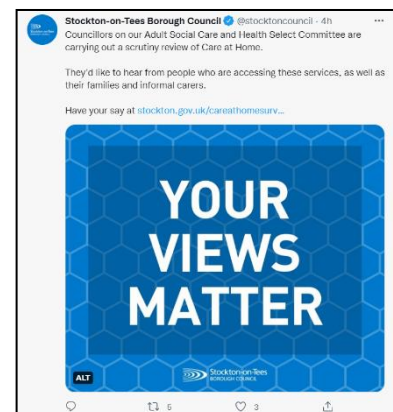 Stockton-on-Tees Borough Council @stocktoncouncil · 4h
Councillors on our Adult Social Care and Health Select Committee are
carrying out a scrutiny review of Care at Home.
They'd like to hear from people who are accessing these services, as well as
their families and informal carers.
Have your say at stockton.gov.uk/careathomesurv...
YOUR
VIEWS
MATTER
ALT
Stockton-on-Tees
BOROUGH COUNCIL
5
3